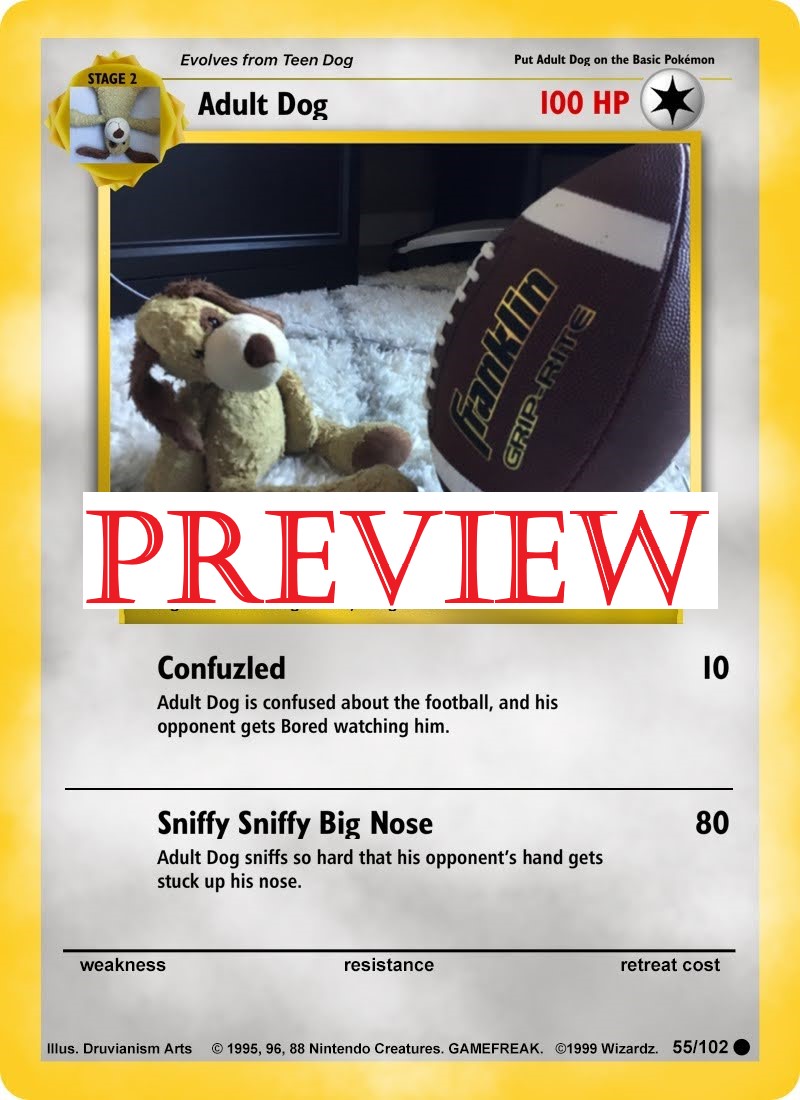 Evolves from Teen Dog
Put Adult Dog on the Basic Pokémon
STAGE 2
Adult Dog
100 HP
Franklin
GRIP-RITE
PREVIEW
Confuzled
10
Adult Dog is confused about the football, and his
opponent gets Bored watching him.
Sniffy Sniffy Big Nose
80
Adult Dog sniffs so hard that his opponent's hand gets
stuck up his nose.
weakness
resistance
retreat cost
Illus. Druvianism Arts
© 1995, 96, 88 Nintendo Creatures. GAMEFREAK.
©1999 Wizardz.
55/102